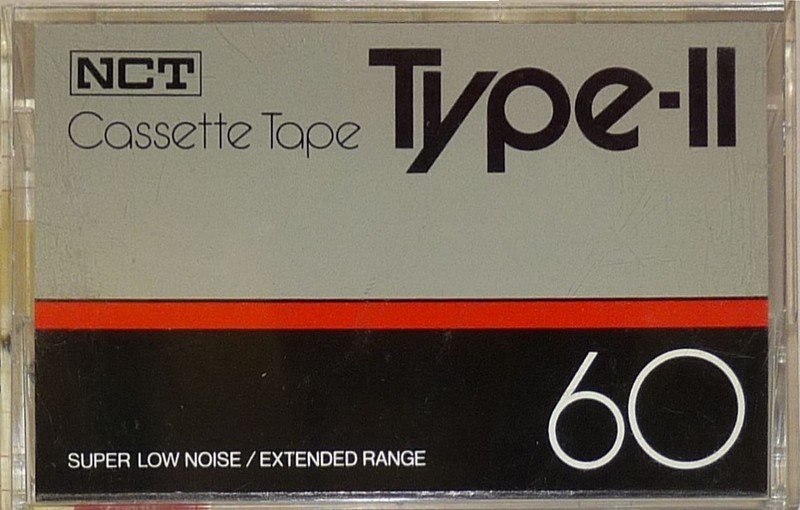 NCT
Cassette Tape Type-II
60
SUPER LOW NOISE / EXTENDED RANGE